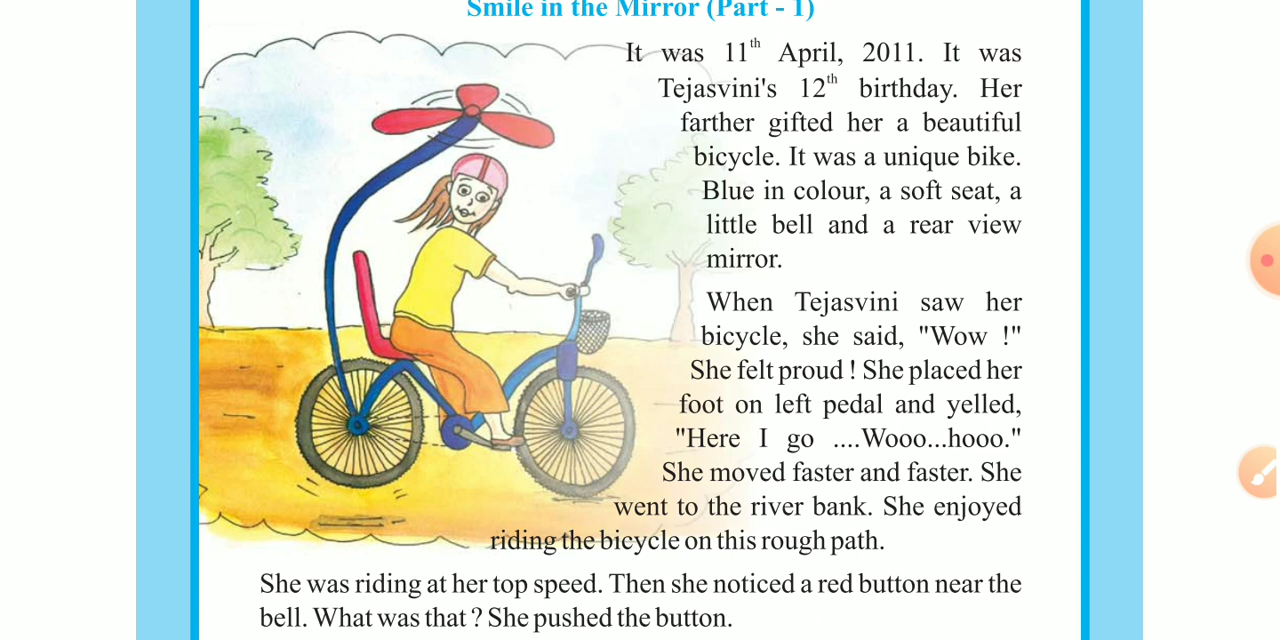 Smile in the Mirror (Part - 1)
It was 11th April, 2011. It was
Tejasvini's 12th birthday. Her
farther gifted her a beautiful
bicycle. It was a unique bike.
Blue in colour, a soft seat, a
little bell and a rear view
mirror.
When Tejasvini saw her
bicycle, she said, "Wow !"
She felt proud ! She placed her
foot on left pedal and yelled,
"Here I go ....Wooo...hooo."
She moved faster and faster. She
went to the river bank. She enjoyed
riding the bicycle on this rough path.
She was riding at her top speed. Then she noticed a red button near the
bell. What was that ? She pushed the button.